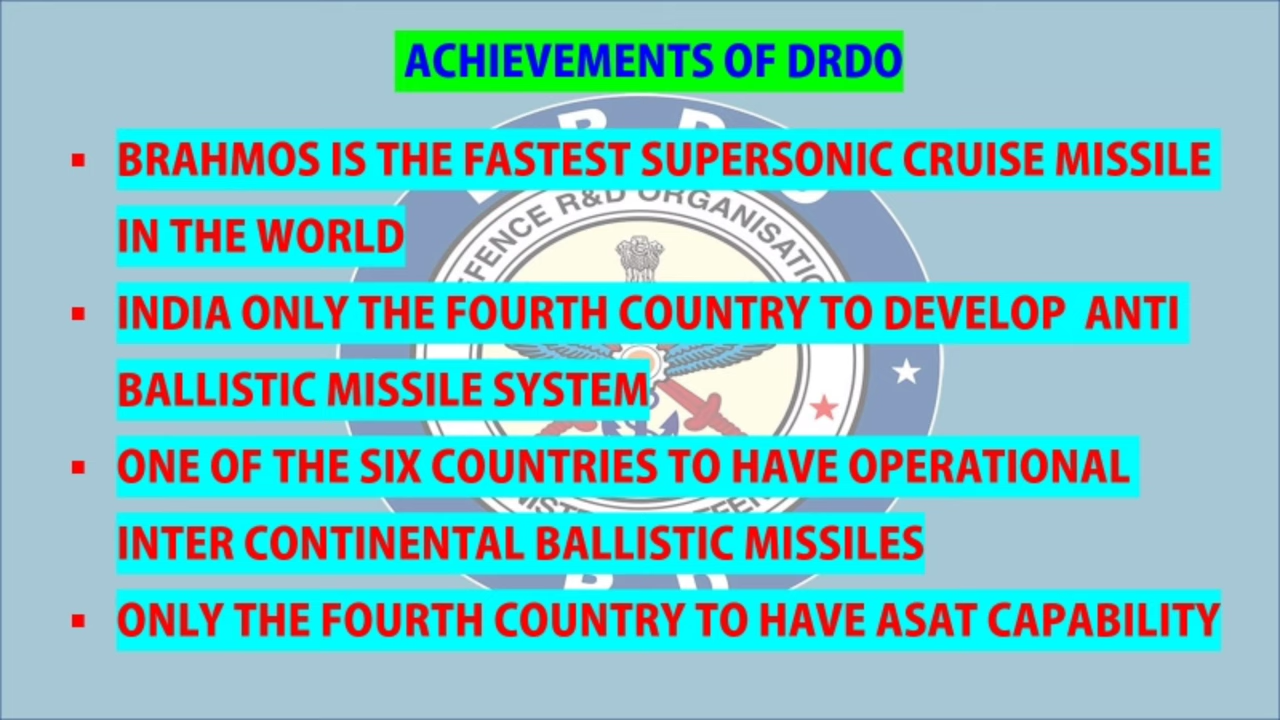 ACHIEVEMENTS OF DRDO
▪ BRAHMOS IS THE FASTEST SUPERSONIC CRUISE MISSILE
IN THE WORLD
▪ INDIA ONLY THE FOURTH COUNTRY TO DEVELOP  ANTI
BALLISTIC MISSILE SYSTEM
▪ ONE OF THE SIX COUNTRIES TO HAVE OPERATIONAL
INTER CONTINENTAL BALLISTIC MISSILES
▪ ONLY THE FOURTH COUNTRY TO HAVE ASAT CAPABILITY
R&D ORGANISATIO